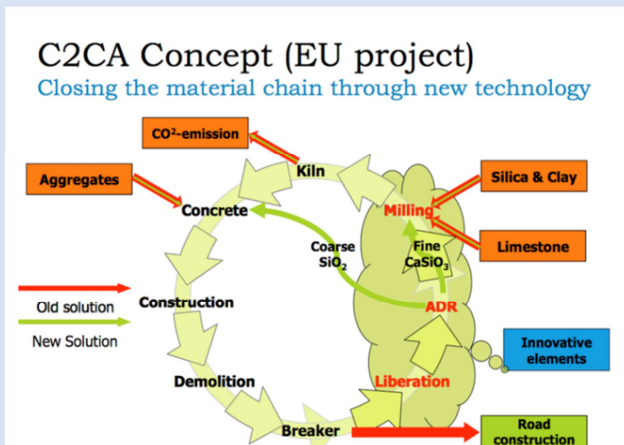 C2CA Concept (EU project)
Closing the material chain through new technology
CO²-emission
Kiln
Aggregates
Silica & Clay
Concrete
Milling
Coarse
SiO₂
Fine
CaSiO₃
Limestone
Old solution
Construction
ADR
New Solution
Innovative
elements
Demolition
Liberation
Breaker
Road
construction